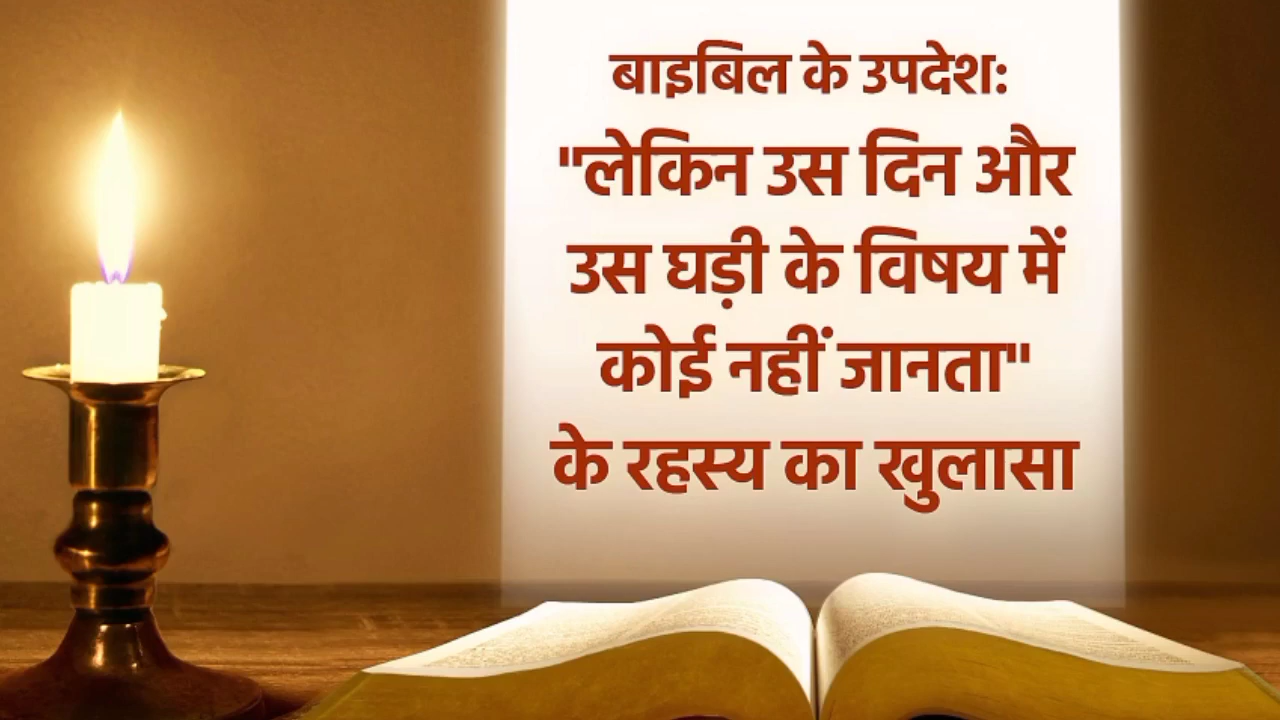 बाइबिल के उपदेश:
"लेकिन उस दिन और
उस घड़ी के विषय में
कोई नहीं जानता"
के रहस्य का खुलासा